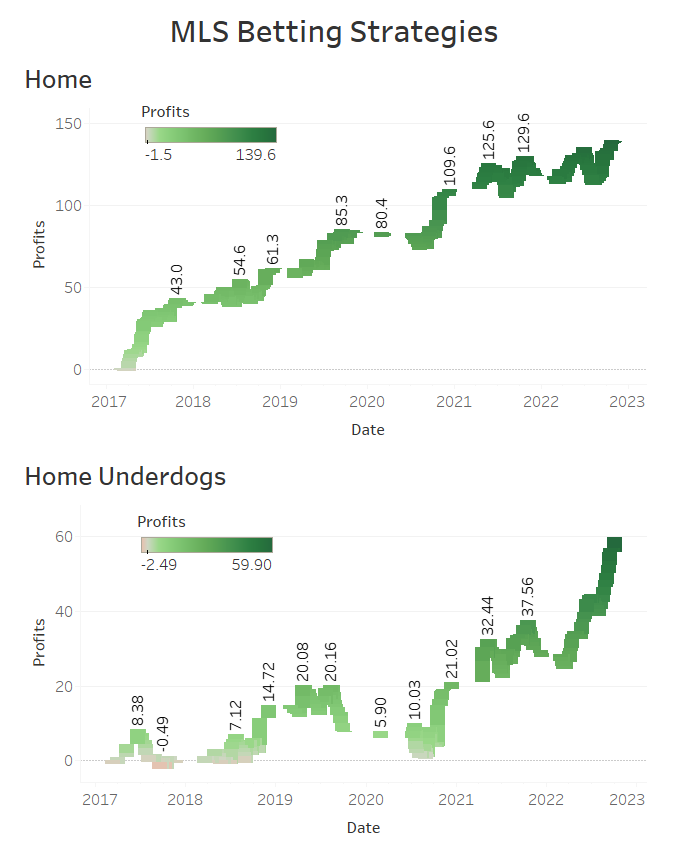 MLS Betting Strategies
Home
Profits
-1.5 139.6
150
100
50
0
Profits
43.0
54.6
61.3
85.3
80.4
109.6
125.6
129.6
2017 2018 2019 2020 2021 2022 2023
Date
Home Underdogs
Profits
-2.49 59.90
60
40
20
0
Profits
8.38
-0.49
7.12
14.72
20.08
20.16
5.90
10.03
21.02
32.44
37.56
2017 2018 2019 2020 2021 2022 2023
Date